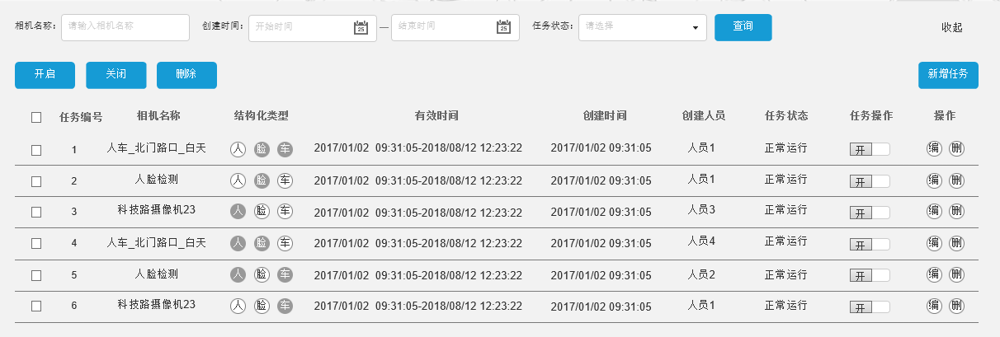 相机名称： 请输入相机名称 创建时间： 开始时间 25 — 结束时间 25 任务状态： 请选择 查询 收起
开启 关闭 删除 新增任务
任务编号 相机名称 结构化类型 有效时间 创建时间 创建人员 任务状态 任务操作 操作
1 人车_北门路口_白天 人 脸 车 2017/01/02 09:31:05-2018/08/12 12:23:22 2017/01/02 09:31:05 人员1 正常运行 开 编 删
2 人脸检测 人 脸 车 2017/01/02 09:31:05-2018/08/12 12:23:22 2017/01/02 09:31:05 人员1 正常运行 开 编 删
3 科技路摄像机23 人 脸 车 2017/01/02 09:31:05-2018/08/12 12:23:22 2017/01/02 09:31:05 人员3 正常运行 开 编 删
4 人车_北门路口_白天 人 脸 车 2017/01/02 09:31:05-2018/08/12 12:23:22 2017/01/02 09:31:05 人员4 正常运行 开 编 删
5 人脸检测 人 脸 车 2017/01/02 09:31:05-2018/08/12 12:23:22 2017/01/02 09:31:05 人员2 正常运行 开 编 删
6 科技路摄像机23 人 脸 车 2017/01/02 09:31:05-2018/08/12 12:23:22 2017/01/02 09:31:05 人员1 正常运行 开 编 删